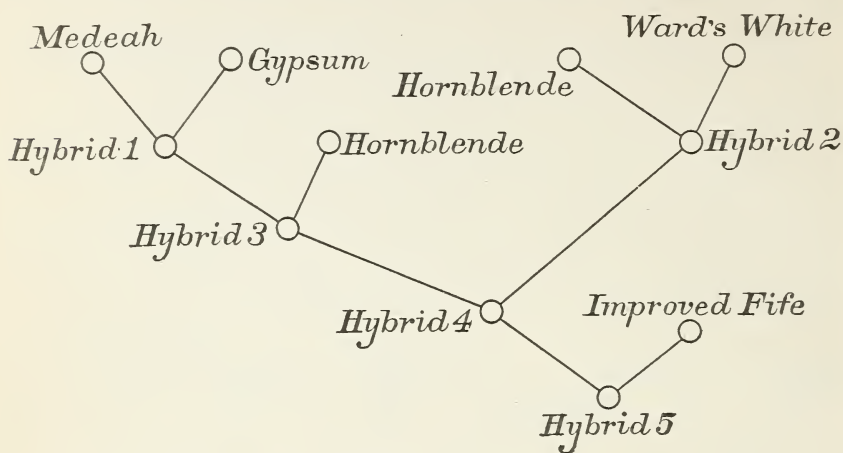 Medeah
Gypsum
Ward's White
Hornblende
Hybrid 1
Hornblende
Hybrid 2
Hybrid 3
Hybrid 4
Improved Fife
Hybrid 5